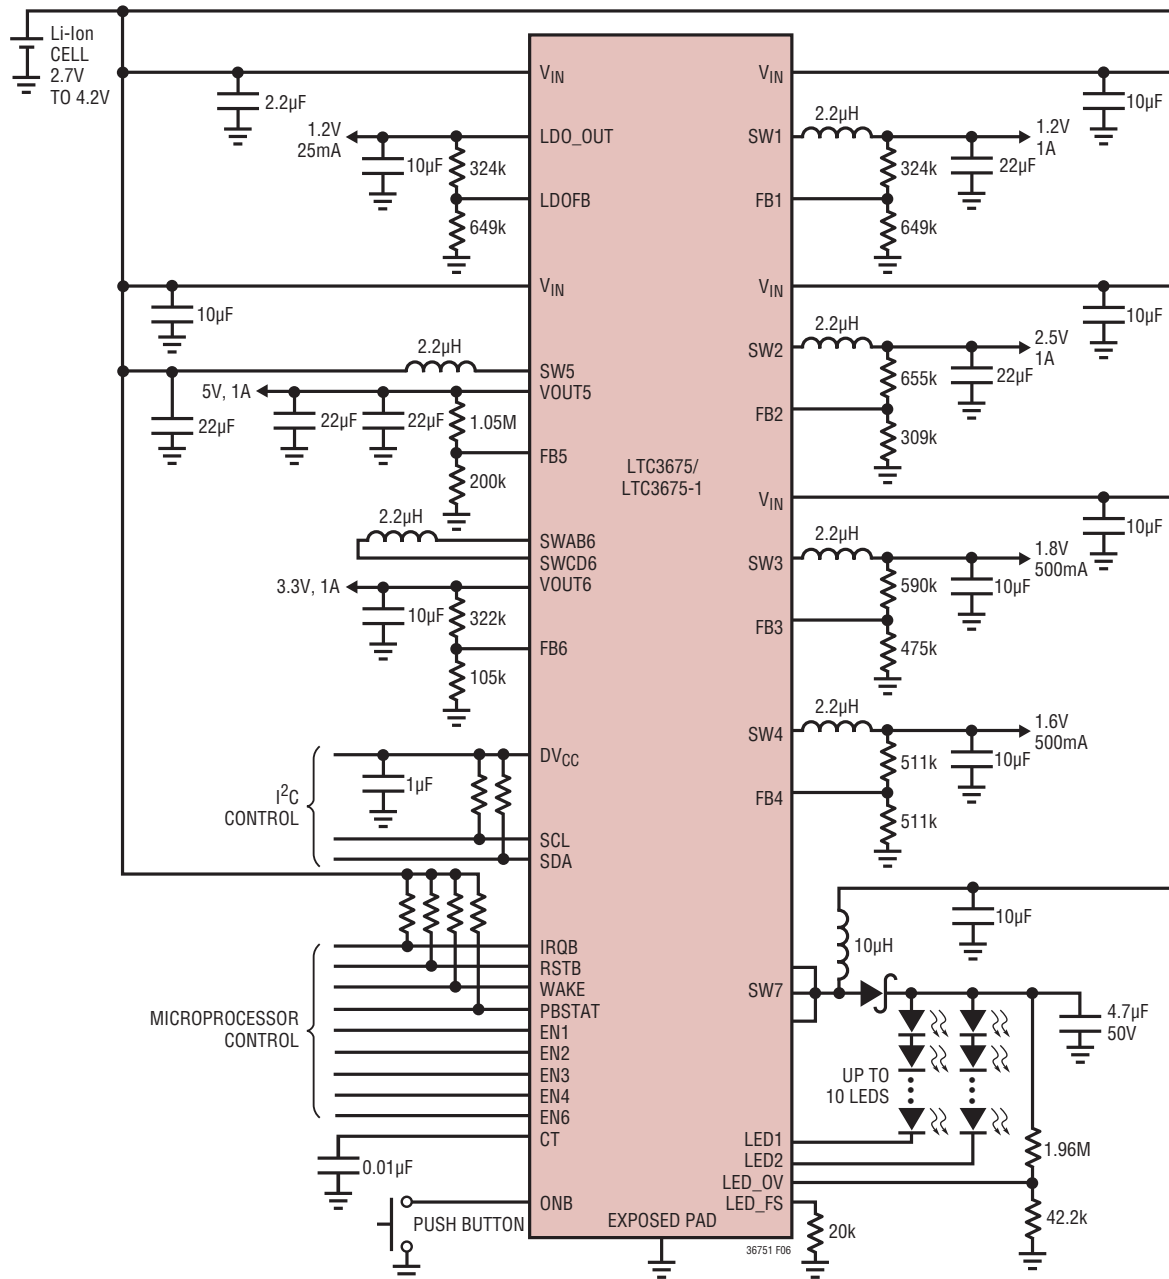 Li-Ion
CELL
2.7V
TO 4.2V
VIN
2.2µF
1.2V
25mA
LDO_OUT
10µF
324k
LDOFB
649k
VIN
10µF
2.2µH
SW5
5V, 1A
VOUT5
22µF
22µF
22µF
1.05M
FB5
200k
2.2µH
SWAB6
SWCD6
3.3V, 1A
VOUT6
10µF
322k
FB6
105k
DVCC
1µF
I2C
CONTROL
SCL
SDA
IRQB
RSTB
WAKE
PBSTAT
MICROPROCESSOR
CONTROL
EN1
EN2
EN3
EN4
EN6
CT
0.01µF
ONB
PUSH BUTTON
LTC3675/
LTC3675-1
EXPOSED PAD
VIN
10µF
2.2µH
SW1
1.2V
1A
324k
22µF
FB1
649k
VIN
10µF
2.2µH
SW2
2.5V
1A
655k
22µF
FB2
309k
VIN
10µF
2.2µH
SW3
1.8V
500mA
590k
10µF
FB3
475k
2.2µH
SW4
1.6V
500mA
511k
10µF
FB4
511k
10µF
10µH
SW7
4.7µF
50V
UP TO
10 LEDS
LED1
LED2
1.96M
LED_OV
LED_FS
42.2k
20k
36751 F06